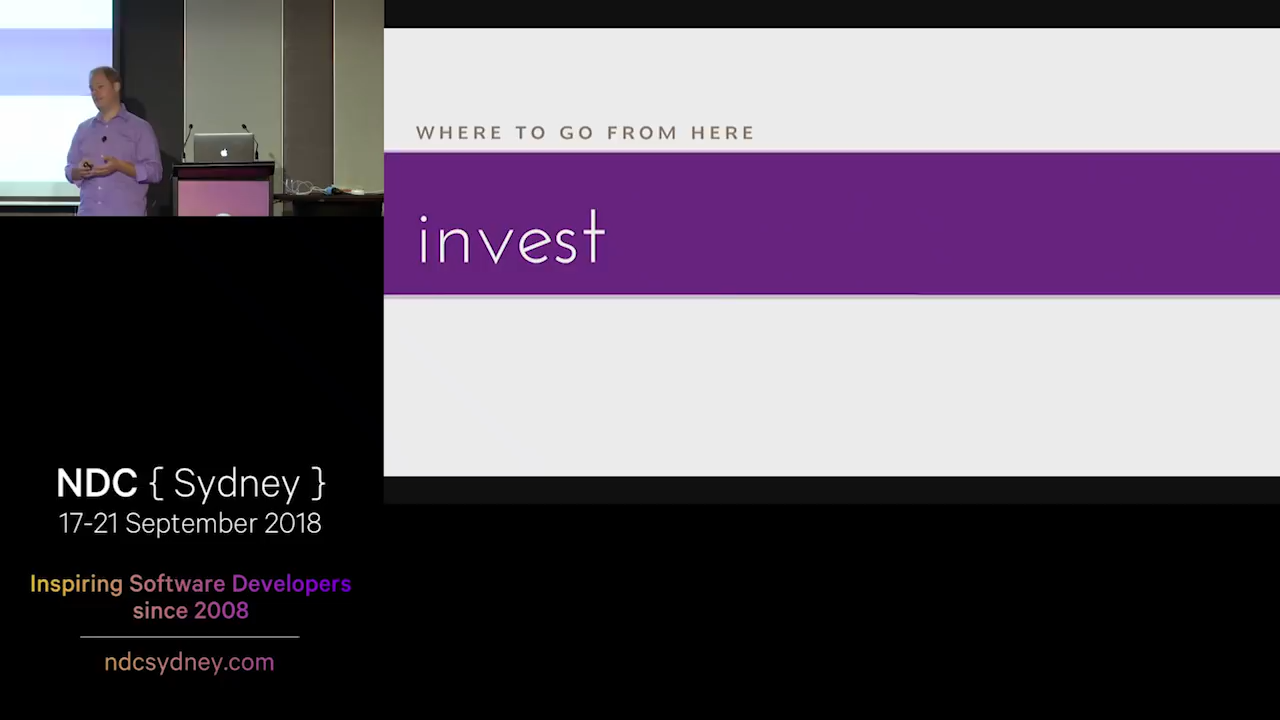 WHERE TO GO FROM HERE
invest
NDC { Sydney }
17-21 September 2018
Inspiring Software Developers
since 2008
ndcsydney.com